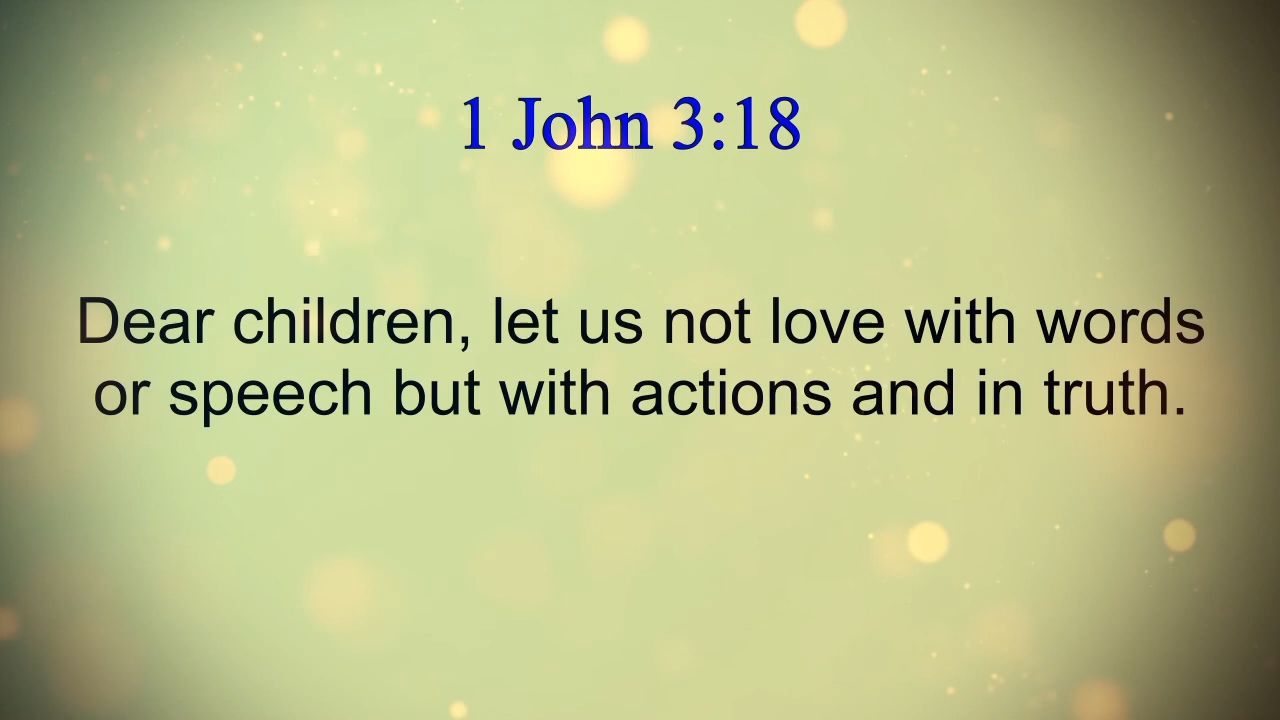 1 John 3:18
Dear children, let us not love with words
or speech but with actions and in truth.